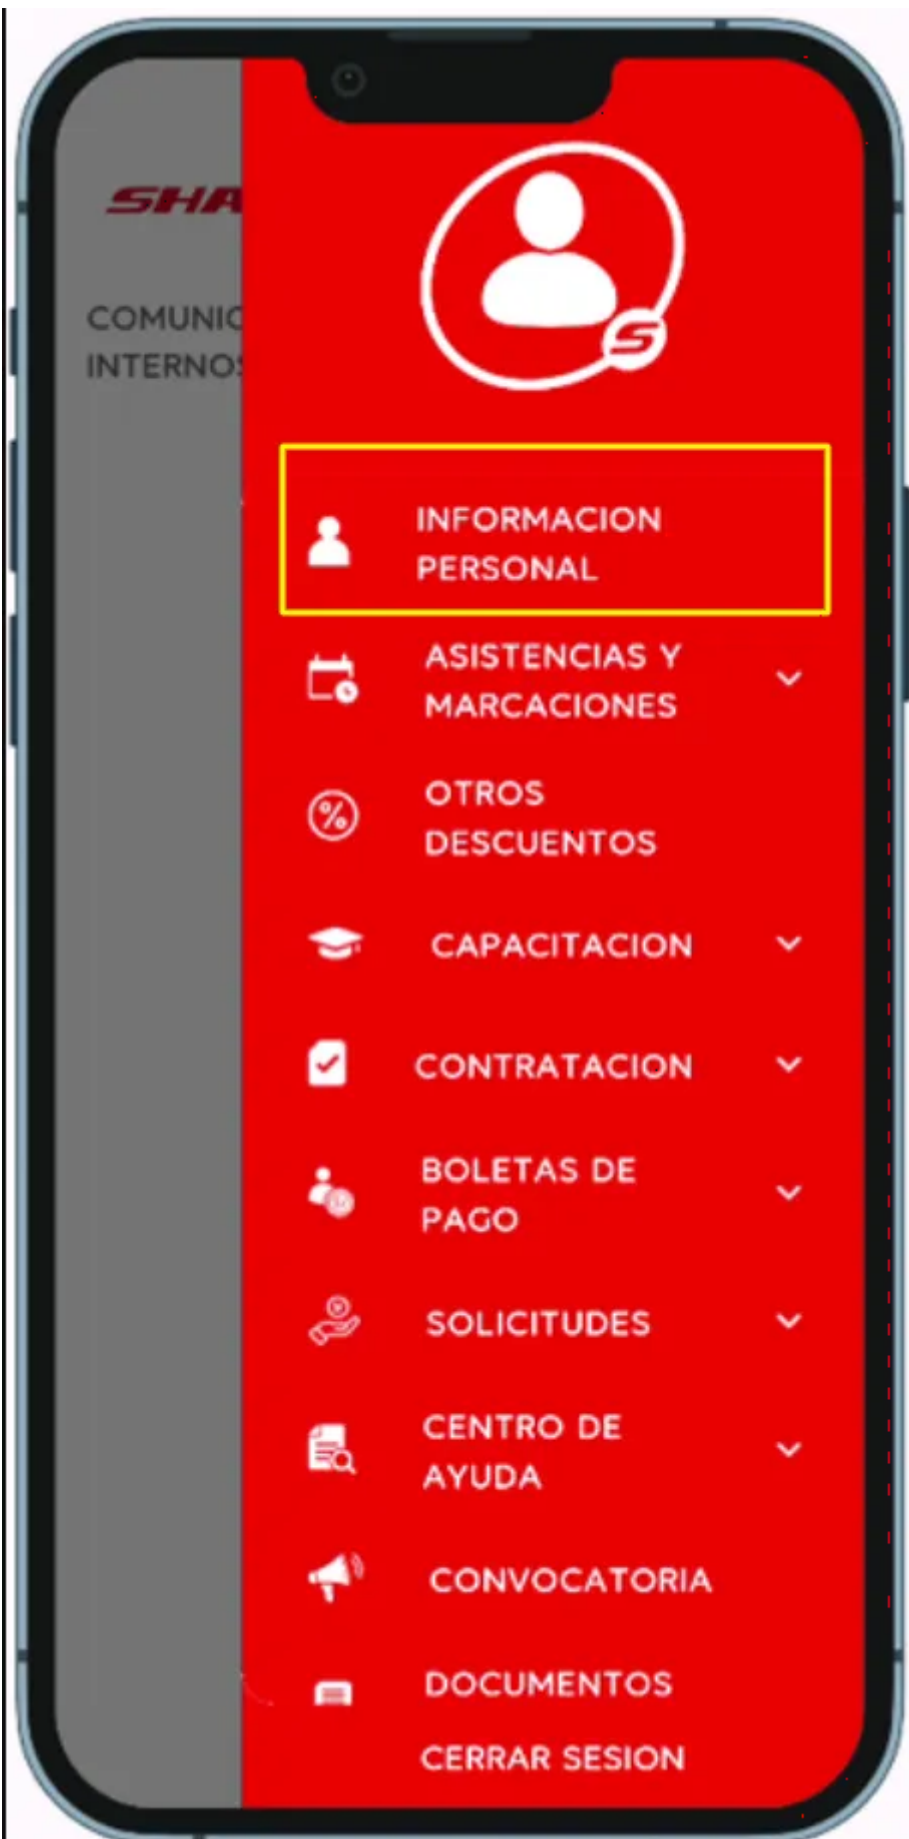 SHA
COMUNIC
INTERNOS
S
INFORMACION
PERSONAL
ASISTENCIAS Y
MARCACIONES
OTROS
DESCUENTOS
CAPACITACION
CONTRATACION
BOLETAS DE
PAGO
SOLICITUDES
CENTRO DE
AYUDA
CONVOCATORIA
DOCUMENTOS
CERRAR SESION